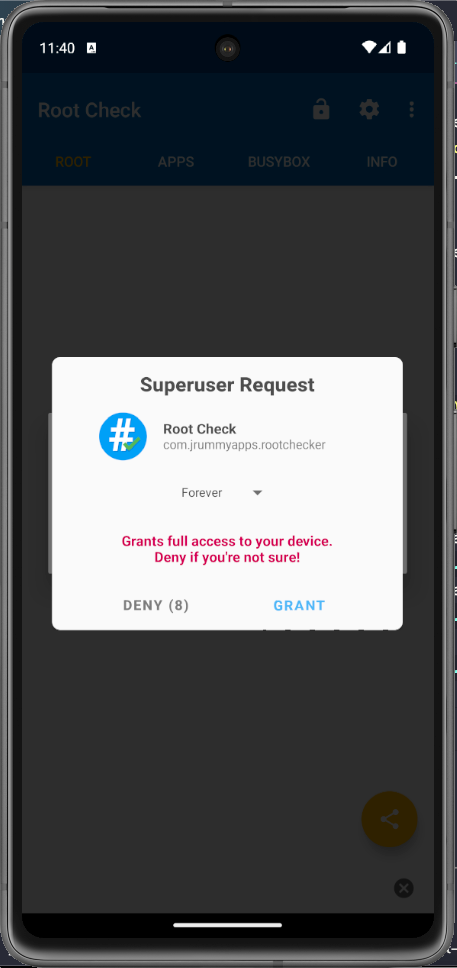 11:40
Root Check
ROOT APPS BUSYBOX INFO
Superuser Request
Root Check
com.jrummyapps.rootchecker
Forever
Grants full access to your device.
Deny if you're not sure!
DENY (8) GRANT